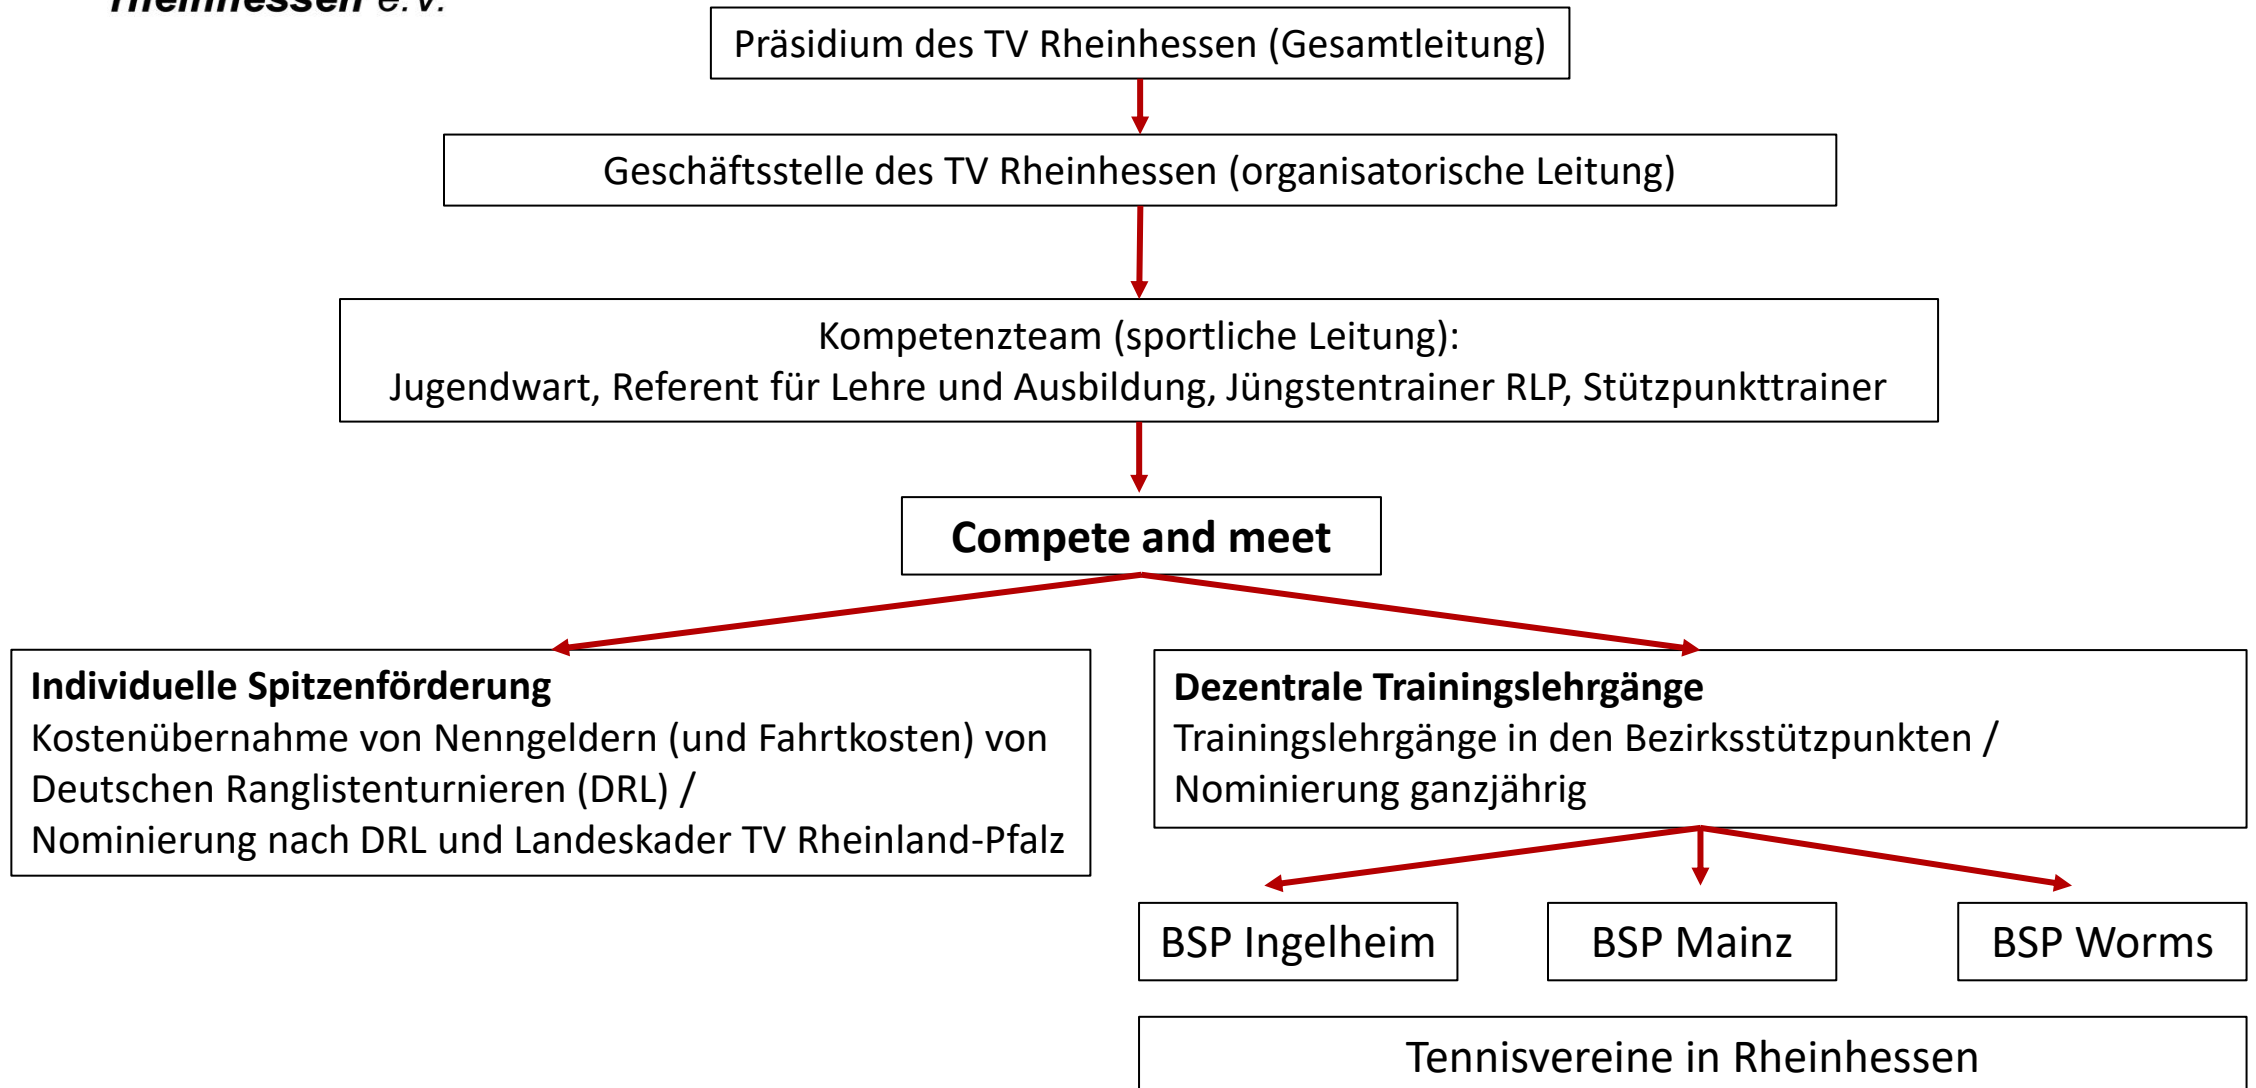 rheinhessen e.V.
Präsidium des TV Rheinhessen (Gesamtleitung)
Geschäftsstelle des TV Rheinhessen (organisatorische Leitung)
Kompetenzteam (sportliche Leitung):
Jugendwart, Referent für Lehre und Ausbildung, Jüngstentrainer RLP, Stützpunkttrainer
Compete and meet
Individuelle Spitzenförderung
Kostenübernahme von Nenngeldern (und Fahrtkosten) von
Deutschen Ranglistenturnieren (DRL) /
Nominierung nach DRL und Landeskader TV Rheinland-Pfalz
Dezentrale Trainingslehrgänge
Trainingslehrgänge in den Bezirksstützpunkten /
Nominierung ganzjährig
BSP Ingelheim
BSP Mainz
BSP Worms
Tennisvereine in Rheinhessen